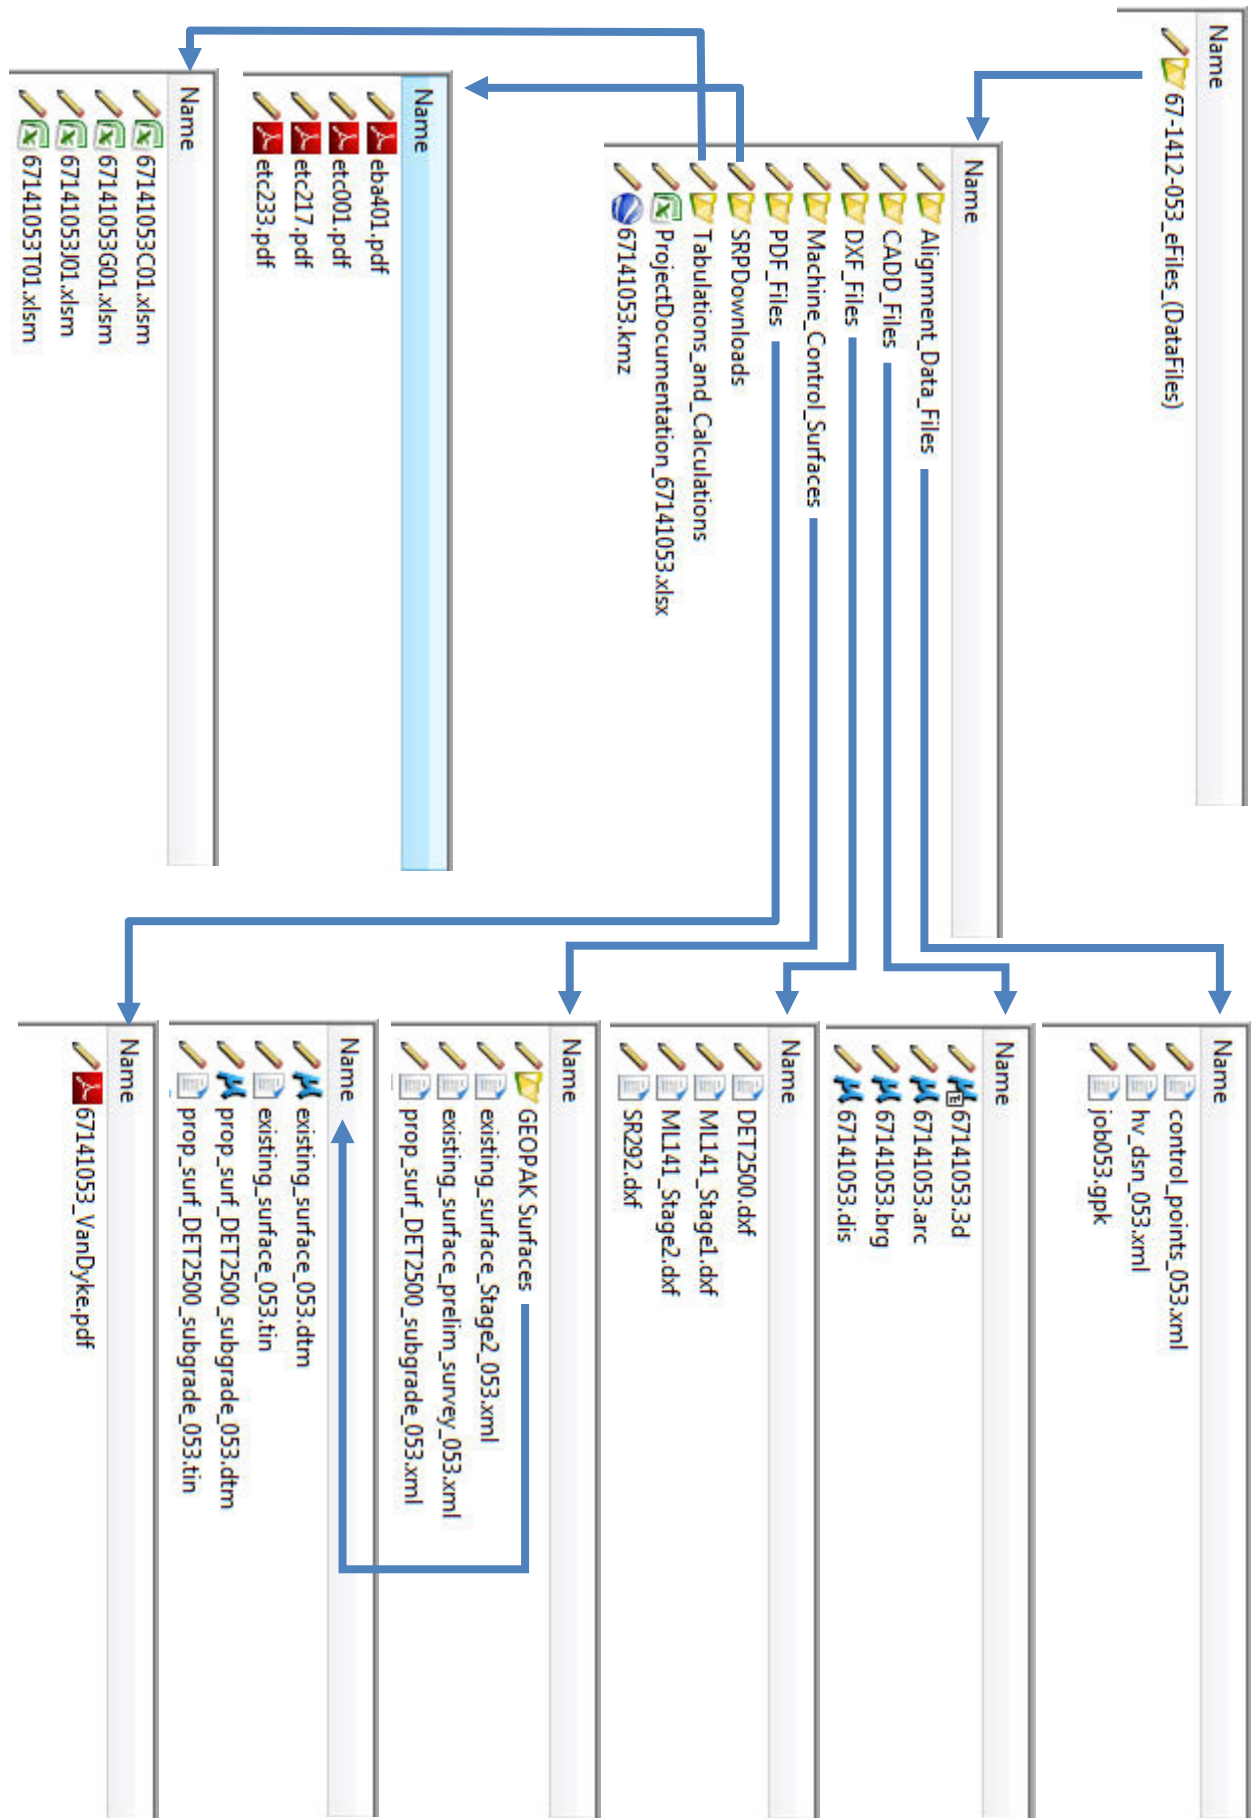 Name
67-1412-053_eFiles_(DataFiles)
Name
Alignment_Data_Files
CADD_Files
DXF_Files
Machine_Control_Surfaces
PDF_Files
SRPDownloads
Tabulations_and_Calculations
ProjectDocumentation_67141053.xlsx
67141053.kmz
Name
eba401.pdf
etc001.pdf
etc217.pdf
etc233.pdf
Name
67141053C01.xlsm
67141053G01.xlsm
67141053J01.xlsm
67141053T01.xlsm
Name
control_points_053.xml
hv_dsn_053.xml
job053.gpk
Name
67141053.3d
67141053.arc
67141053.brg
67141053.dis
Name
DET2500.dxf
ML141_Stage1.dxf
ML141_Stage2.dxf
SR292.dxf
Name
GEOPAK Surfaces
existing_surface_Stage2_053.xml
existing_surface_prelim_survey_053.xml
prop_surf_DET2500_subgrade_053.xml
Name
existing_surface_053.dtm
existing_surface_053.tin
prop_surf_DET2500_subgrade_053.dtm
prop_surf_DET2500_subgrade_053.tin
Name
67141053_VanDyke.pdf